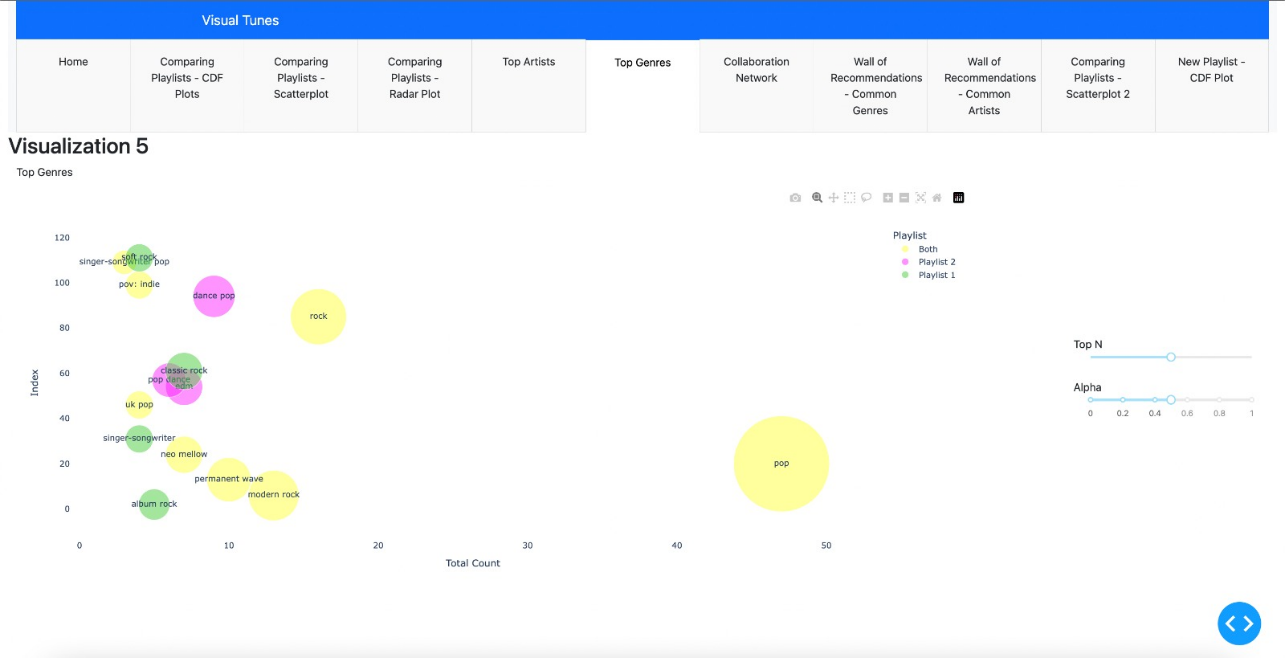 Visual Tunes
Home
Comparing
Playlists - CDF
Plots
Comparing
Playlists -
Scatterplot
Comparing
Playlists -
Radar Plot
Top Artists
Top Genres
Collaboration
Network
Wall of
Recommendations
- Common
Genres
Wall of
Recommendations
- Common
Artists
Comparing
Playlists -
Scatterplot 2
New Playlist -
CDF Plot
Visualization 5
Top Genres
Playlist
Both
Playlist 2
Playlist 1
120
100
80
60
40
20
0
Index
soft rock
singer-songwriter pop
pov: indie
dance pop
rock
classic rock
pop dance
edm
uk pop
singer-songwriter
neo mellow
pop
permanent wave
modern rock
album rock
0
10
20
30
40
50
Total Count
Top N
Alpha
0
0.2
0.4
0.6
0.8
1